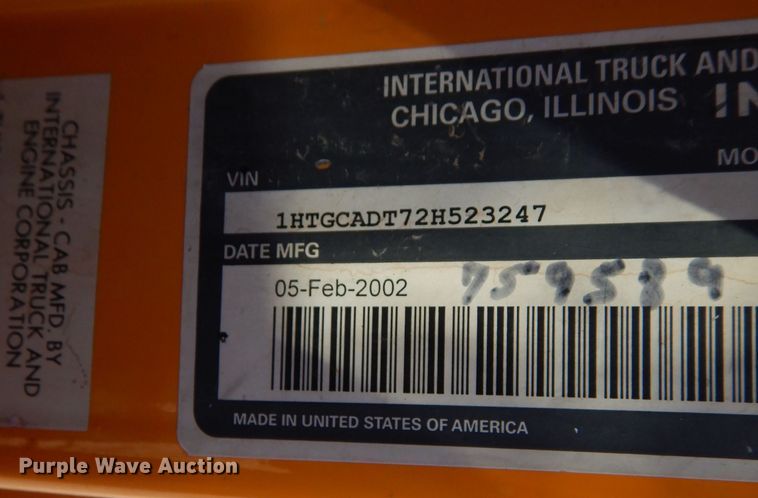 CHASSIS - CAB MFD. BY
INTERNATIONAL TRUCK AND
ENGINE CORPORATION
INTERNATIONAL TRUCK AND
CHICAGO, ILLINOIS
VIN
1HTGCADT72H523247
DATE MFG
05-Feb-2002
759589
MADE IN UNITED STATES OF AMERICA
Purple Wave Auction